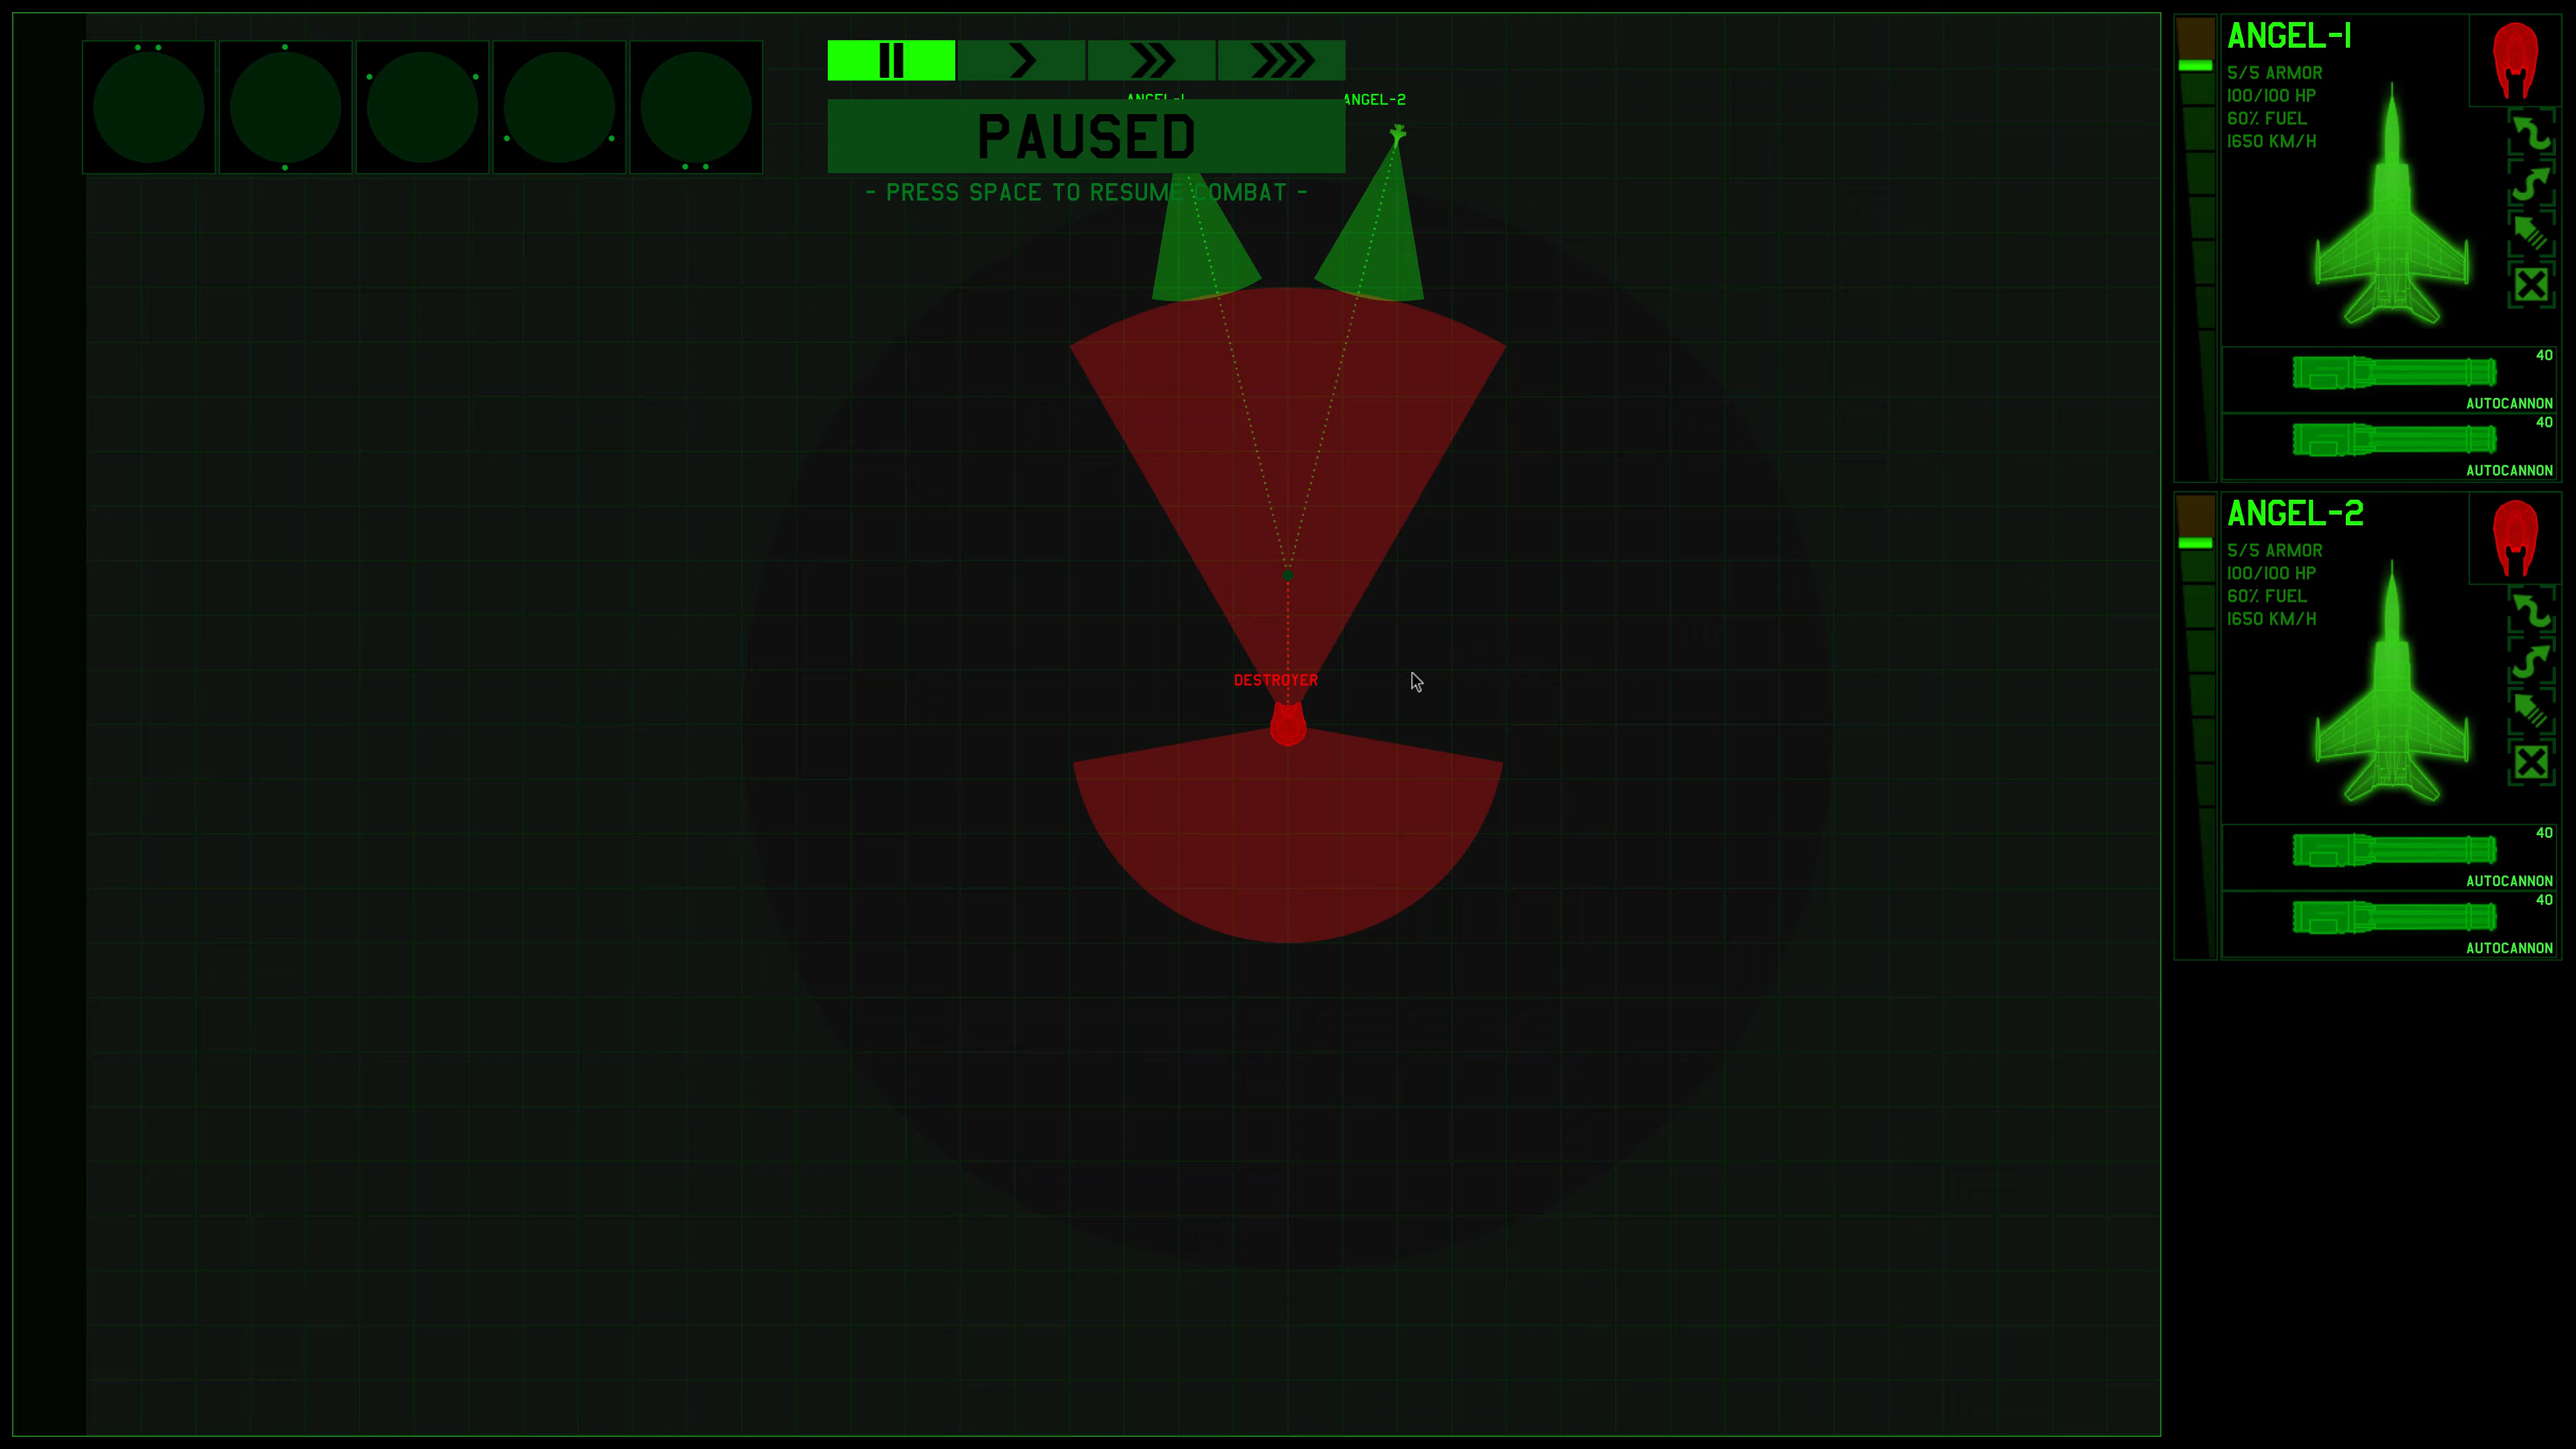 ANGEL-1
ANGEL-2
PAUSED
- PRESS SPACE TO RESUME COMBAT -
DESTROYER
ANGEL-1
5/5 ARMOR
100/100 HP
60% FUEL
1650 KM/H
40
AUTOCANNON
40
AUTOCANNON
ANGEL-2
5/5 ARMOR
100/100 HP
60% FUEL
1650 KM/H
40
AUTOCANNON
40
AUTOCANNON